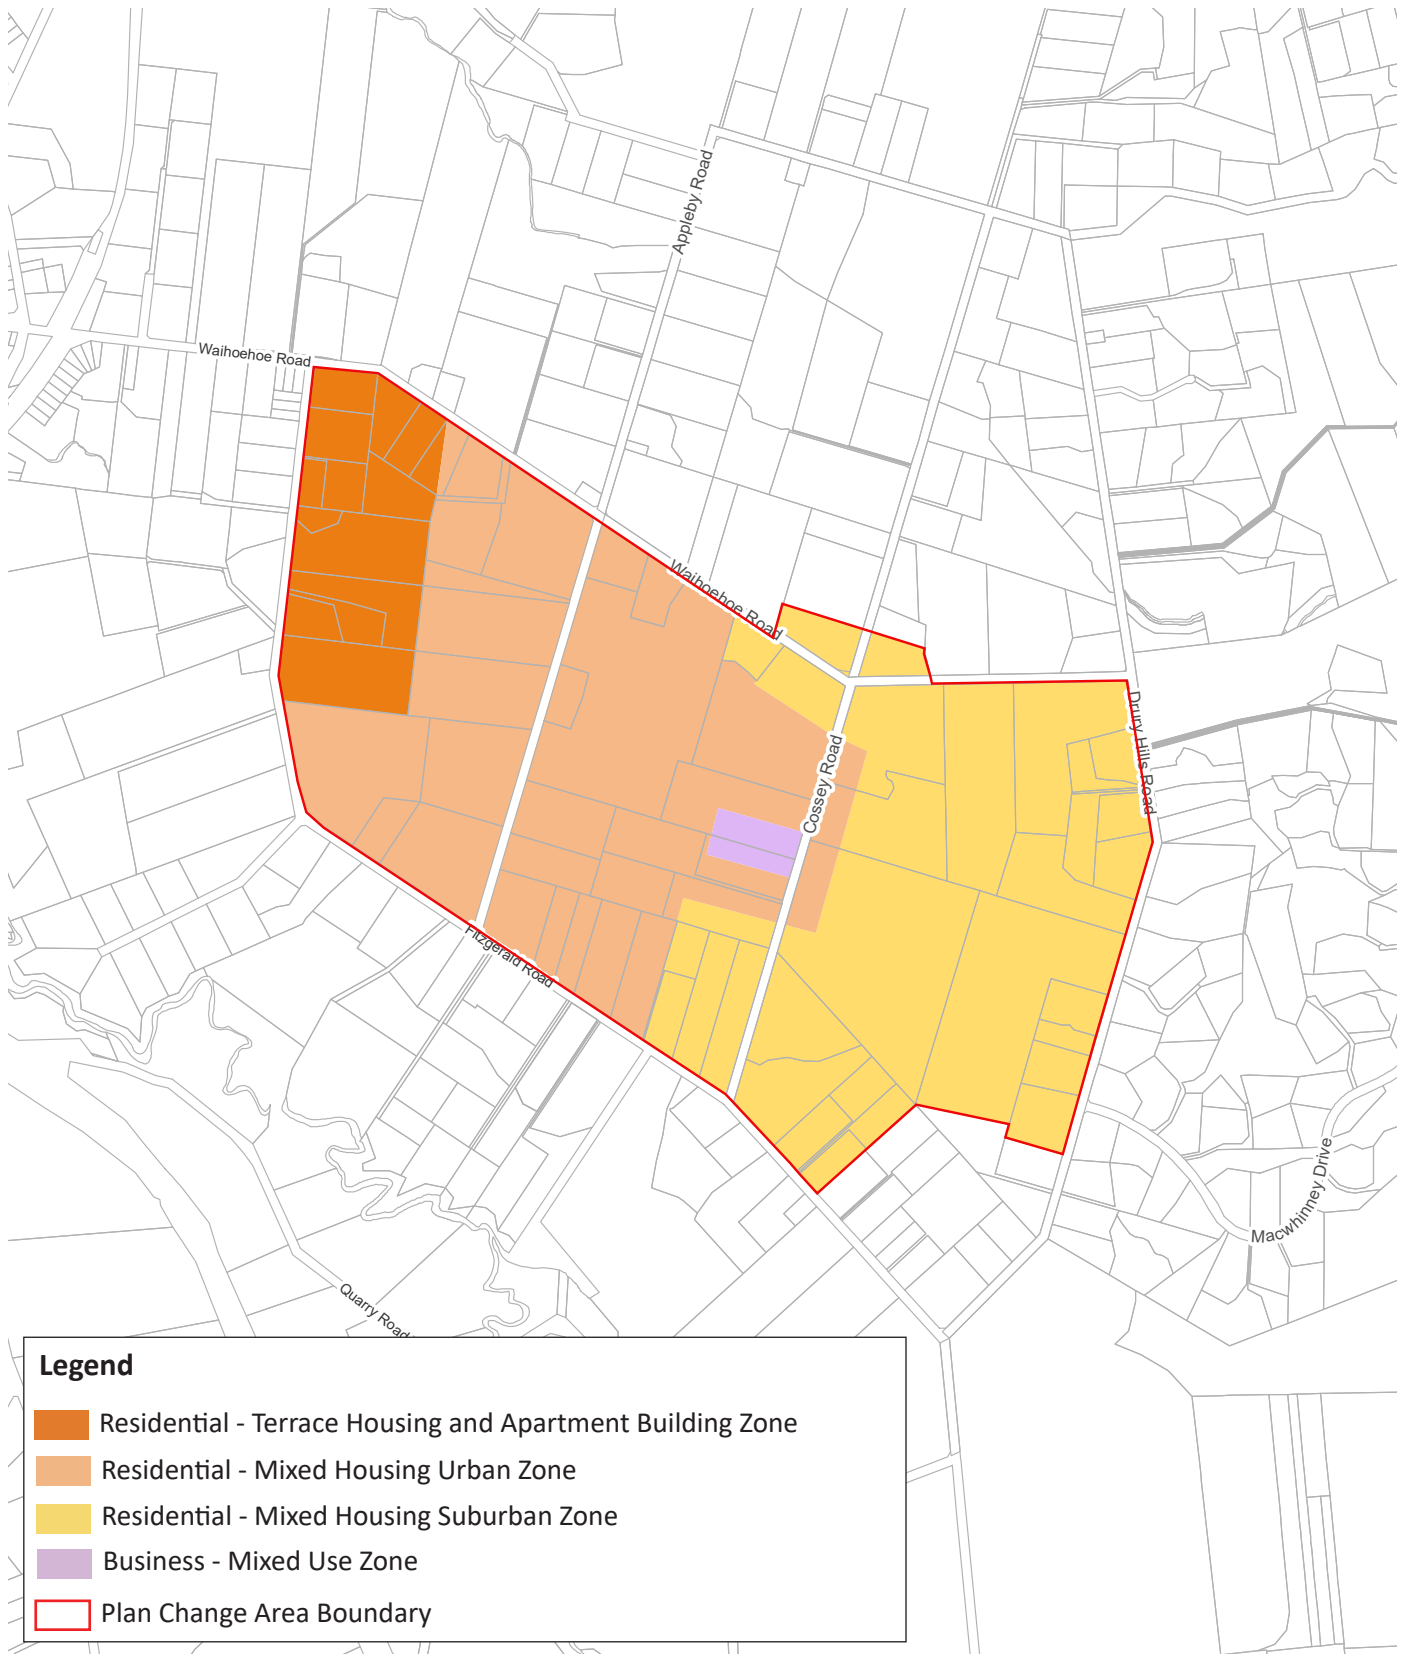 Appleby Road
Waihoehoe Road
Waihoehoe Road
Drury Hills Road
Cossey Road
Fitzgerald Road
Macwhinney Drive
Quarry Road
Legend
Residential - Terrace Housing and Apartment Building Zone
Residential - Mixed Housing Urban Zone
Residential - Mixed Housing Suburban Zone
Business - Mixed Use Zone
Plan Change Area Boundary